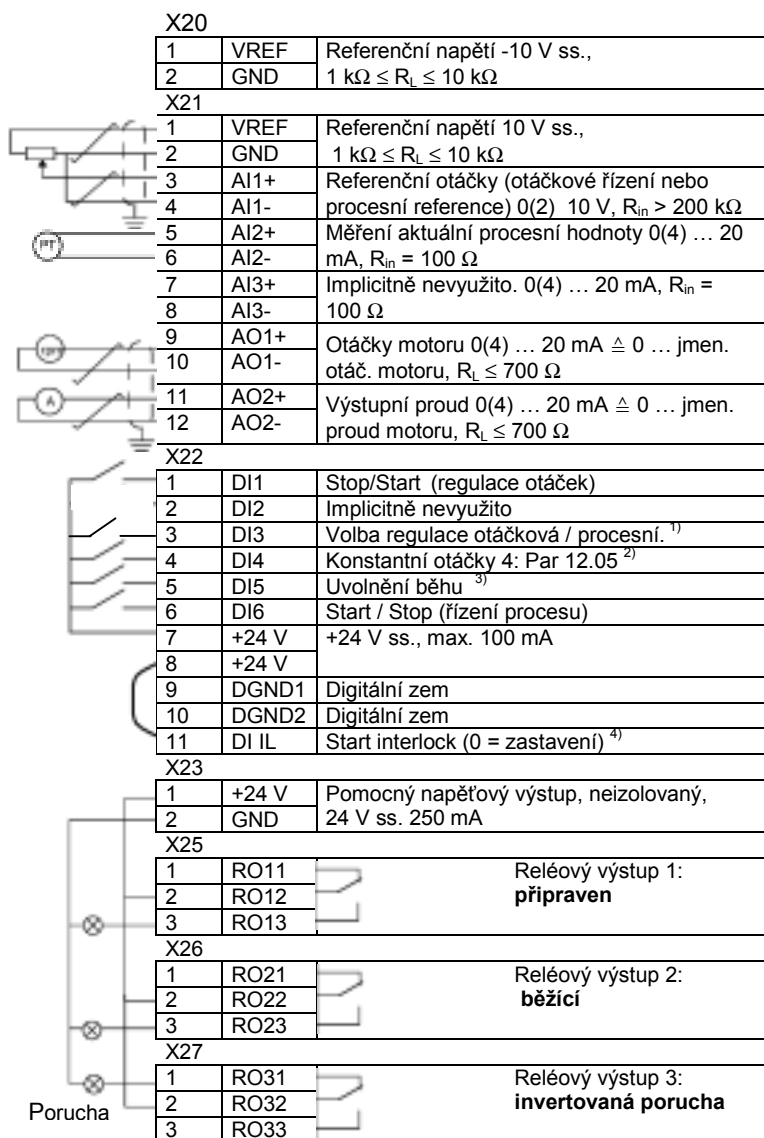 X20
1 VREF Referenční napětí -10 V ss.,
2 GND 1 kΩ ≤ R_L ≤ 10 kΩ
X21
1 VREF Referenční napětí 10 V ss.,
2 GND 1 kΩ ≤ R_L ≤ 10 kΩ
3 AI1+ Referenční otáčky (otáčkové řízení nebo
4 AI1- procesní reference) 0(2) 10 V, R_in > 200 kΩ
5 AI2+ Měření aktuální procesní hodnoty 0(4) … 20
6 AI2- mA, R_in = 100 Ω
7 AI3+ Implicitně nevyužito. 0(4) … 20 mA, R_in =
8 AI3- 100 Ω
9 AO1+ Otáčky motoru 0(4) … 20 mA ≙ 0 … jmen.
10 AO1- otáč. motoru, R_L ≤ 700 Ω
A
11 AO2+ Výstupní proud 0(4) … 20 mA ≙ 0 … jmen.
12 AO2- proud motoru, R_L ≤ 700 Ω
X22
1 DI1 Stop/Start (regulace otáček)
2 DI2 Implicitně nevyužito
3 DI3 Volba regulace otáčková / procesní. 1)
4 DI4 Konstantní otáčky 4: Par 12.05 2)
5 DI5 Uvolnění běhu 3)
6 DI6 Start / Stop (řízení procesu)
7 +24 V +24 V ss., max. 100 mA
8 +24 V
9 DGND1 Digitální zem
10 DGND2 Digitální zem
11 DI IL Start interlock (0 = zastavení) 4)
X23
1 +24 V Pomocný napěťový výstup, neizolovaný,
2 GND 24 V ss. 250 mA
X25
1 RO11 Reléový výstup 1:
2 RO12 připraven
3 RO13
X26
1 RO21 Reléový výstup 2:
2 RO22 běžící
3 RO23
X27
1 RO31 Reléový výstup 3:
Porucha 2 RO32 invertovaná porucha
3 RO33